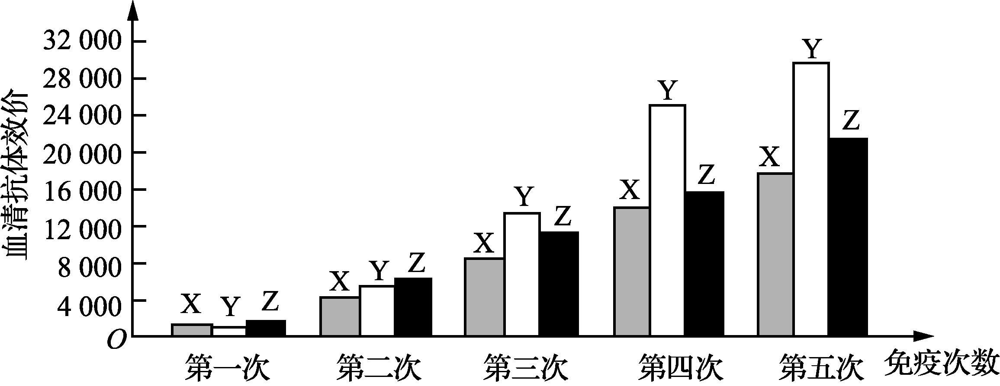 血清抗体效价
32 000
28 000
24 000
20 000
16 000
12 000
8 000
4 000
O
X Y Z
X Y Z
X Y Z
X Y Z
X Y Z
第一次 第二次 第三次 第四次 第五次 免疫次数